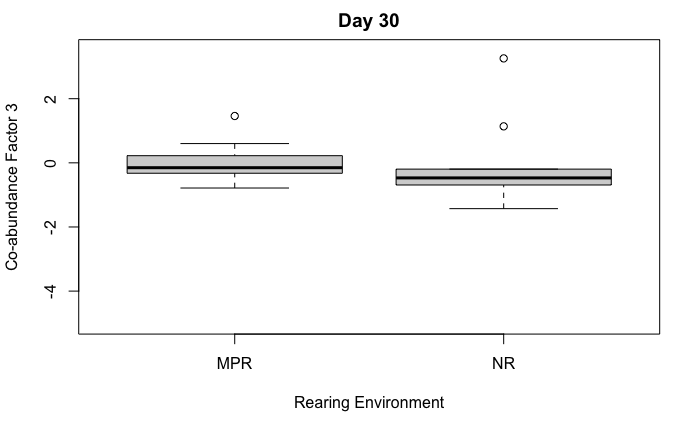 Day 30
Co-abundance Factor 3
2
0
-2
-4
MPR
NR
Rearing Environment